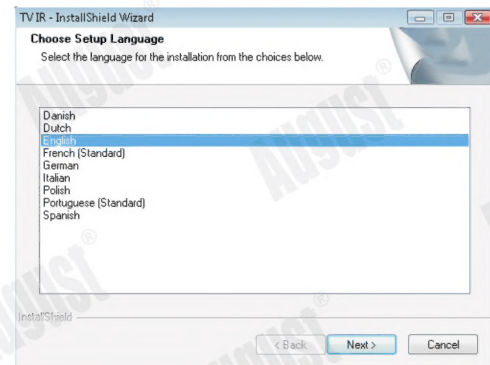 TV IR - InstallShield Wizard
Choose Setup Language
Select the language for the installation from the choices below.
Danish
Dutch
English
French (Standard)
German
Italian
Polish
Portuguese (Standard)
Spanish
InstallShield
< Back
Next >
Cancel
AUGUST®
AUGUST®
AUGUST®
AUGUST®